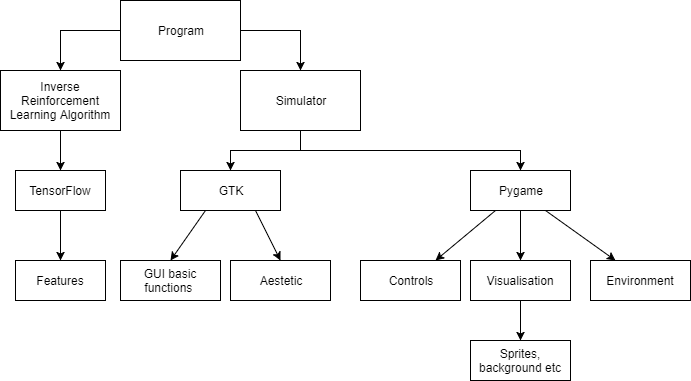 Program
Inverse
Reinforcement
Learning Algorithm
Simulator
TensorFlow
GTK
Pygame
Features
GUI basic
functions
Aestetic
Controls
Visualisation
Environment
Sprites,
background etc